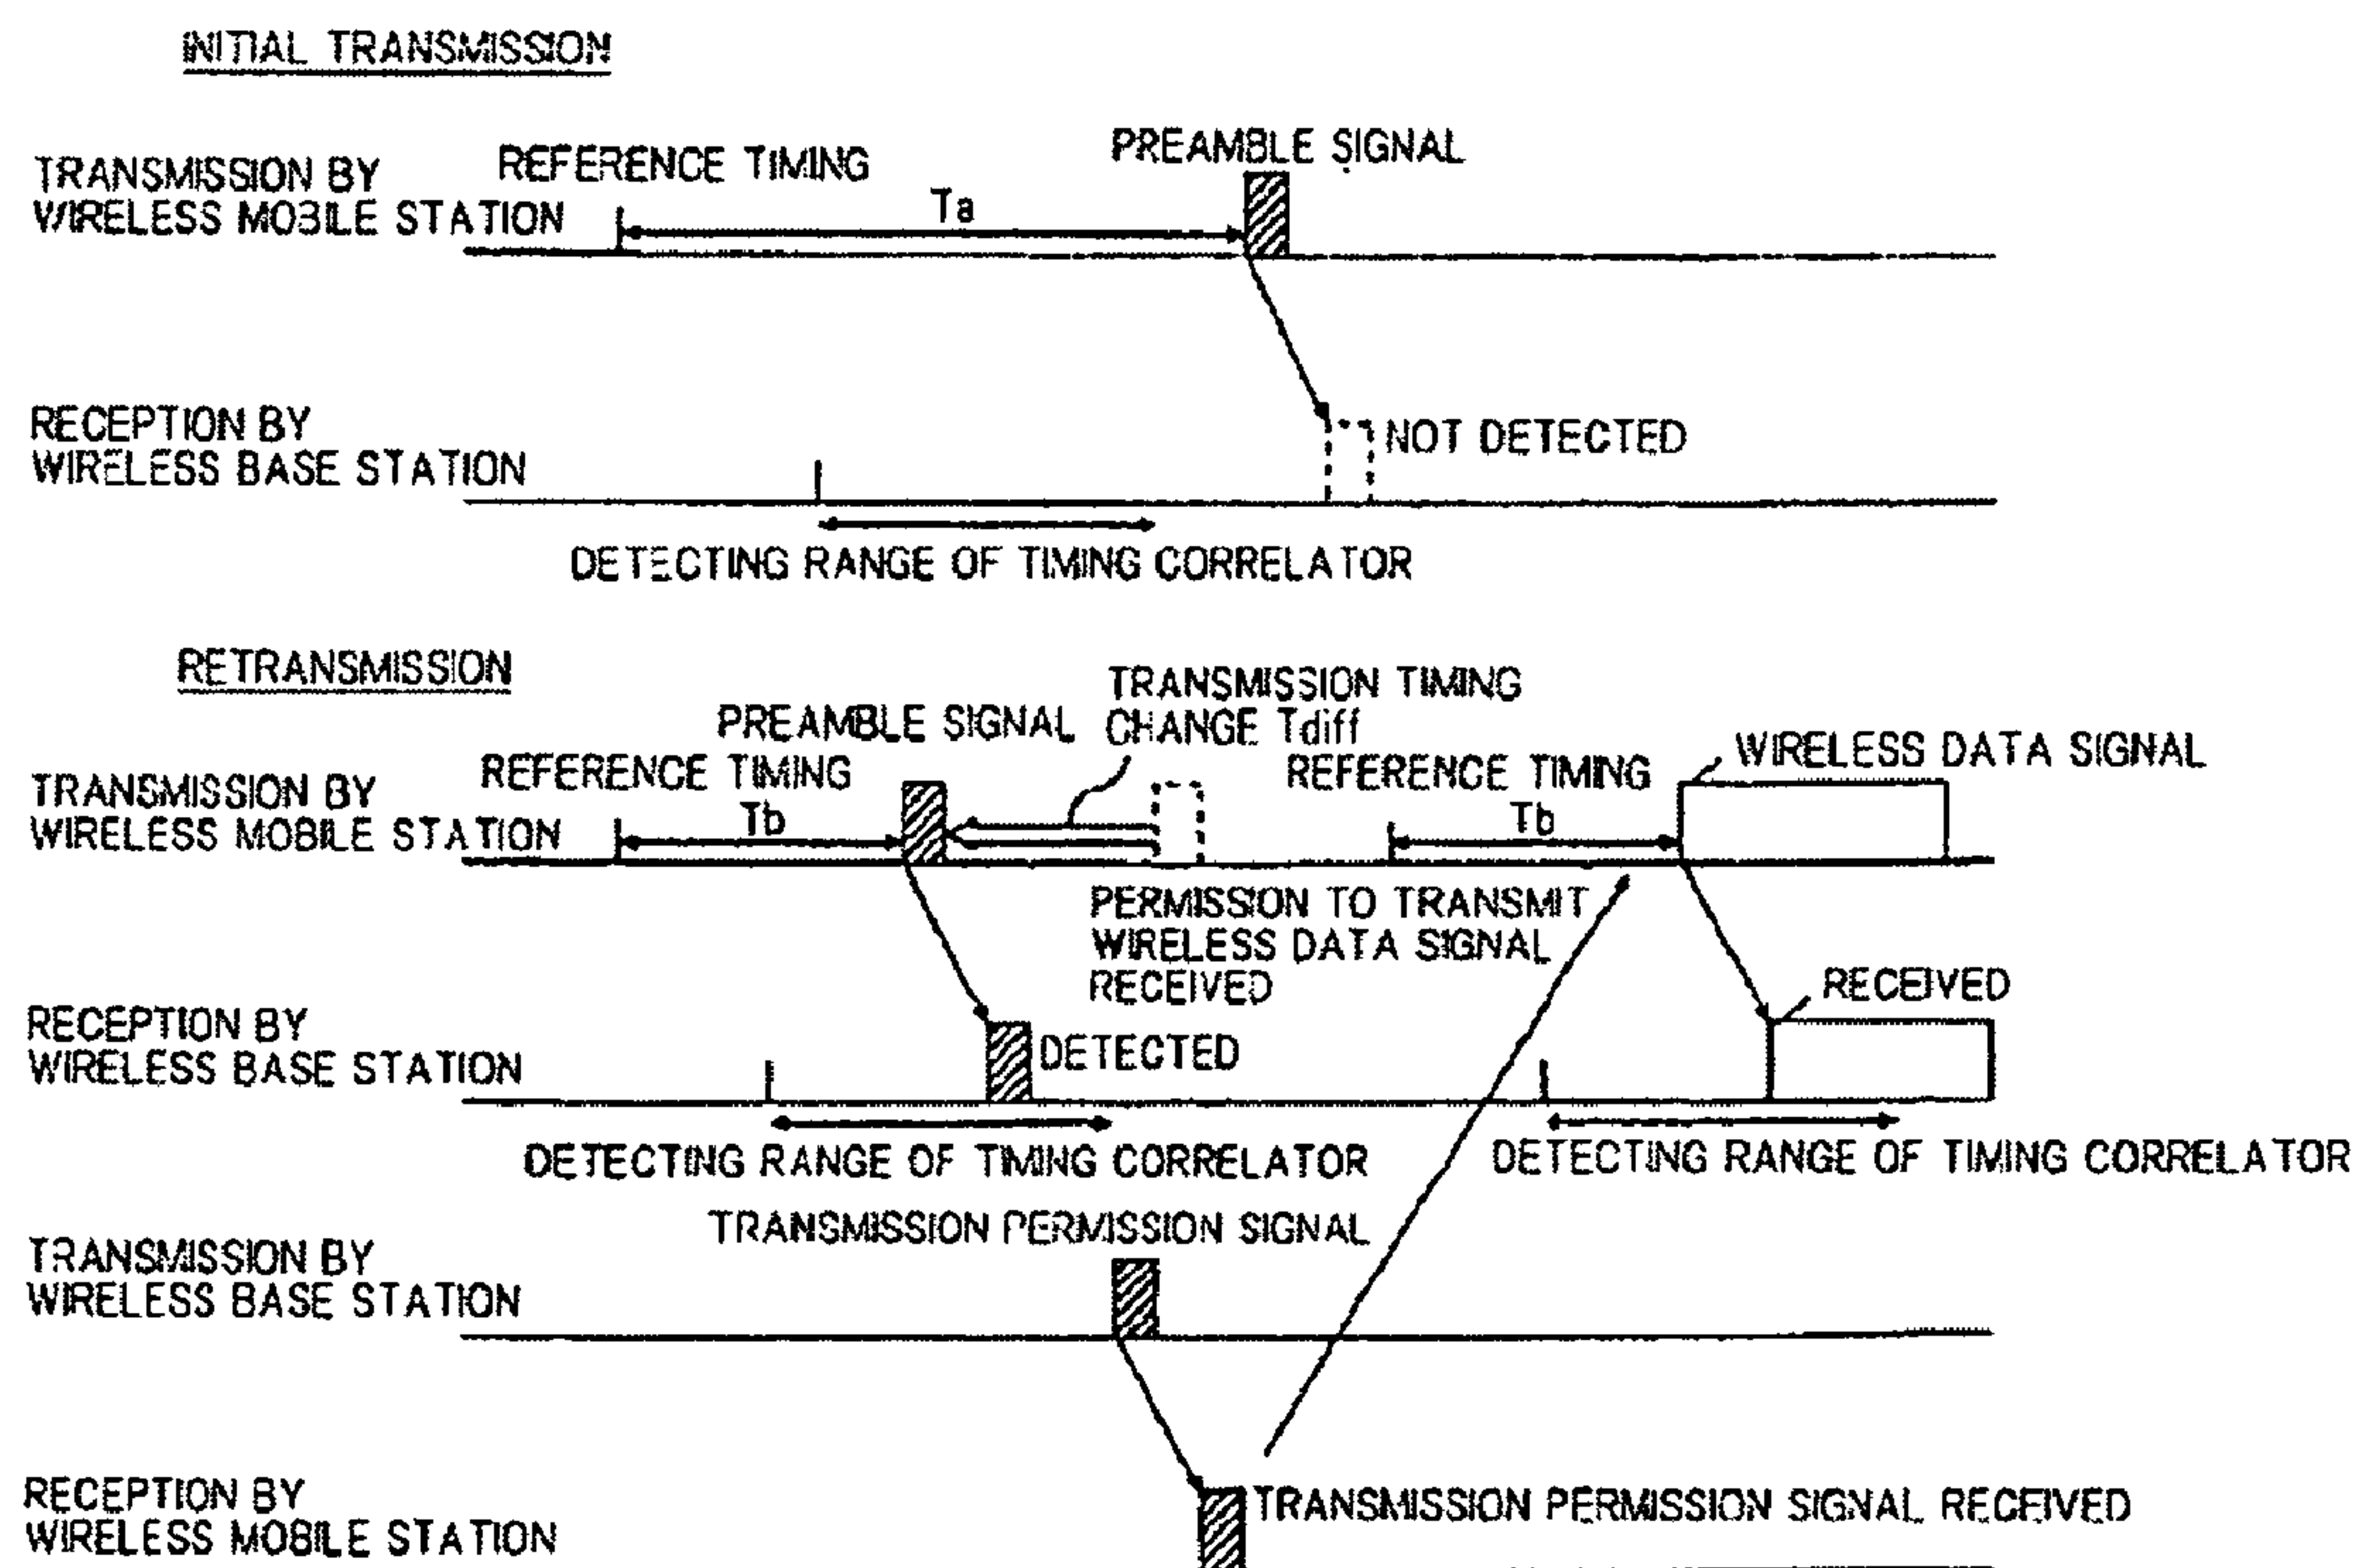 INITIAL TRANSMISSION
TRANSMISSION BY
WIRELESS MOBILE STATION
REFERENCE TIMING
Ta
PREAMBLE SIGNAL
RECEPTION BY
WIRELESS BASE STATION
NOT DETECTED
DETECTING RANGE OF TIMING CORRELATOR
RETRANSMISSION
TRANSMISSION TIMING
CHANGE Tdiff
PREAMBLE SIGNAL
TRANSMISSION BY
WIRELESS MOBILE STATION
REFERENCE TIMING
Tb
REFERENCE TIMING
Tb
WIRELESS DATA SIGNAL
PERMISSION TO TRANSMIT
WIRELESS DATA SIGNAL
RECEIVED
RECEPTION BY
WIRELESS BASE STATION
DETECTED
RECEIVED
DETECTING RANGE OF TIMING CORRELATOR
DETECTING RANGE OF TIMING CORRELATOR
TRANSMISSION PERMISSION SIGNAL
TRANSMISSION BY
WIRELESS BASE STATION
RECEPTION BY
WIRELESS MOBILE STATION
TRANSMISSION PERMISSION SIGNAL RECEIVED